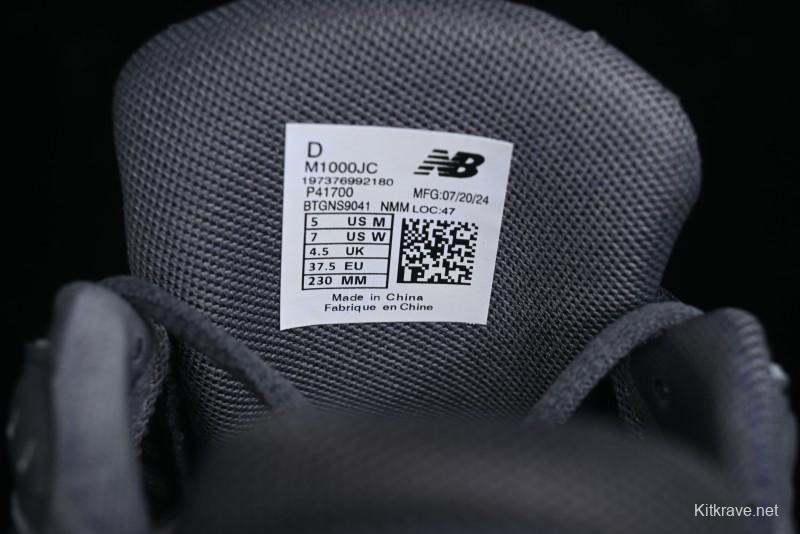 D
M1000JC
197376992180
P41700
MFG:07/20/24
BTGNS9041 NMM LOC:47
NB
5 US M
7 US W
4.5 UK
37.5 EU
230 MM
Made in China
Fabrique en Chine
Kitkrave.net